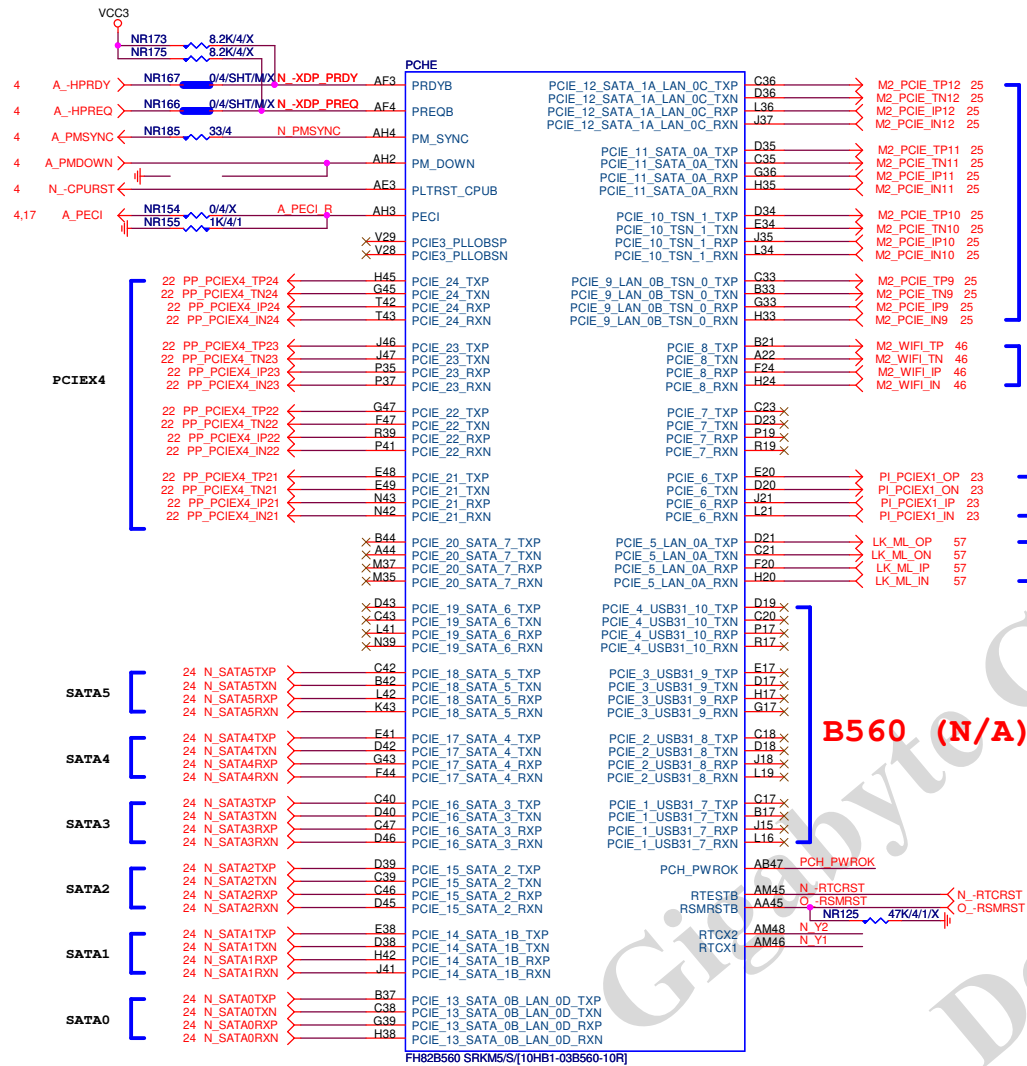 VCC3
NR173 8.2K/4/X
NR175 8.2K/4/X
PCHE
4 A_-HPRDY NR167 0/4/SHT/M/X N_-XDP_PRDY AF3 PRDYB
4 A_-HPREQ NR166 0/4/SHT/M/X N_-XDP_PREQ AF4 PREQB
4 A_PMSYNC NR185 33/4 N_PMSYNC AH4 PM_SYNC
4 A_PMDOWN AH2 PM_DOWN
4 N_-CPURST AE3 PLTRST_CPUB
4,17 A_PECI NR154 0/4/X A_PECI_R AH3 PECI
NR155 1K/4/1
V29 PCIE3_PLLOBSP
V28 PCIE3_PLLOBSN
PCIEX4
22 PP_PCIEX4_TP24 H45 PCIE_24_TXP
22 PP_PCIEX4_TN24 G45 PCIE_24_TXN
22 PP_PCIEX4_IP24 T42 PCIE_24_RXP
22 PP_PCIEX4_IN24 T43 PCIE_24_RXN
22 PP_PCIEX4_TP23 J46 PCIE_23_TXP
22 PP_PCIEX4_TN23 J47 PCIE_23_TXN
22 PP_PCIEX4_IP23 P35 PCIE_23_RXP
22 PP_PCIEX4_IN23 P37 PCIE_23_RXN
22 PP_PCIEX4_TP22 G47 PCIE_22_TXP
22 PP_PCIEX4_TN22 F47 PCIE_22_TXN
22 PP_PCIEX4_IP22 R39 PCIE_22_RXP
22 PP_PCIEX4_IN22 P41 PCIE_22_RXN
22 PP_PCIEX4_TP21 E48 PCIE_21_TXP
22 PP_PCIEX4_TN21 E49 PCIE_21_TXN
22 PP_PCIEX4_IP21 N43 PCIE_21_RXP
22 PP_PCIEX4_IN21 N42 PCIE_21_RXN
B44 PCIE_20_SATA_7_TXP
A44 PCIE_20_SATA_7_TXN
M37 PCIE_20_SATA_7_RXP
M35 PCIE_20_SATA_7_RXN
D43 PCIE_19_SATA_6_TXP
C43 PCIE_19_SATA_6_TXN
L41 PCIE_19_SATA_6_RXP
N39 PCIE_19_SATA_6_RXN
SATA5
24 N_SATA5TXP C42 PCIE_18_SATA_5_TXP
24 N_SATA5TXN B42 PCIE_18_SATA_5_TXN
24 N_SATA5RXP L42 PCIE_18_SATA_5_RXP
24 N_SATA5RXN K43 PCIE_18_SATA_5_RXN
SATA4
24 N_SATA4TXP E41 PCIE_17_SATA_4_TXP
24 N_SATA4TXN D42 PCIE_17_SATA_4_TXN
24 N_SATA4RXP G43 PCIE_17_SATA_4_RXP
24 N_SATA4RXN F44 PCIE_17_SATA_4_RXN
SATA3
24 N_SATA3TXP C40 PCIE_16_SATA_3_TXP
24 N_SATA3TXN D40 PCIE_16_SATA_3_TXN
24 N_SATA3RXP C47 PCIE_16_SATA_3_RXP
24 N_SATA3RXN D46 PCIE_16_SATA_3_RXN
SATA2
24 N_SATA2TXP D39 PCIE_15_SATA_2_TXP
24 N_SATA2TXN C39 PCIE_15_SATA_2_TXN
24 N_SATA2RXP C46 PCIE_15_SATA_2_RXP
24 N_SATA2RXN D45 PCIE_15_SATA_2_RXN
SATA1
24 N_SATA1TXP E38 PCIE_14_SATA_1B_TXP
24 N_SATA1TXN D38 PCIE_14_SATA_1B_TXN
24 N_SATA1RXP H42 PCIE_14_SATA_1B_RXP
24 N_SATA1RXN J41 PCIE_14_SATA_1B_RXN
SATA0
24 N_SATA0TXP B37 PCIE_13_SATA_0B_LAN_0D_TXP
24 N_SATA0TXN C38 PCIE_13_SATA_0B_LAN_0D_TXN
24 N_SATA0RXP G39 PCIE_13_SATA_0B_LAN_0D_RXP
24 N_SATA0RXN H38 PCIE_13_SATA_0B_LAN_0D_RXN
PCIE_12_SATA_1A_LAN_0C_TXP C36 M2_PCIE_TP12 25
PCIE_12_SATA_1A_LAN_0C_TXN D36 M2_PCIE_TN12 25
PCIE_12_SATA_1A_LAN_0C_RXP L36 M2_PCIE_IP12 25
PCIE_12_SATA_1A_LAN_0C_RXN J37 M2_PCIE_IN12 25
PCIE_11_SATA_0A_TXP D35 M2_PCIE_TP11 25
PCIE_11_SATA_0A_TXN C35 M2_PCIE_TN11 25
PCIE_11_SATA_0A_RXP G36 M2_PCIE_IP11 25
PCIE_11_SATA_0A_RXN H35 M2_PCIE_IN11 25
PCIE_10_TSN_1_TXP D34 M2_PCIE_TP10 25
PCIE_10_TSN_1_TXN E34 M2_PCIE_TN10 25
PCIE_10_TSN_1_RXP J35 M2_PCIE_IP10 25
PCIE_10_TSN_1_RXN L34 M2_PCIE_IN10 25
PCIE_9_LAN_0B_TSN_0_TXP C33 M2_PCIE_TP9 25
PCIE_9_LAN_0B_TSN_0_TXN B33 M2_PCIE_TN9 25
PCIE_9_LAN_0B_TSN_0_RXP G33 M2_PCIE_IP9 25
PCIE_9_LAN_0B_TSN_0_RXN H33 M2_PCIE_IN9 25
PCIE_8_TXP B21 M2_WIFI_TP 46
PCIE_8_TXN A22 M2_WIFI_TN 46
PCIE_8_RXP F24 M2_WIFI_IP 46
PCIE_8_RXN H24 M2_WIFI_IN 46
PCIE_7_TXP C23
PCIE_7_TXN D23
PCIE_7_RXP P19
PCIE_7_RXN R19
PCIE_6_TXP E20 PI_PCIEX1_OP 23
PCIE_6_TXN D20 PI_PCIEX1_ON 23
PCIE_6_RXP J21 PI_PCIEX1_IP 23
PCIE_6_RXN L21 PI_PCIEX1_IN 23
PCIE_5_LAN_0A_TXP D21 LK_ML_OP 57
PCIE_5_LAN_0A_TXN C21 LK_ML_ON 57
PCIE_5_LAN_0A_RXP F20 LK_ML_IP 57
PCIE_5_LAN_0A_RXN H20 LK_ML_IN 57
PCIE_4_USB31_10_TXP D19
PCIE_4_USB31_10_TXN C20
PCIE_4_USB31_10_RXP P17
PCIE_4_USB31_10_RXN R17
PCIE_3_USB31_9_TXP E17
PCIE_3_USB31_9_TXN D17
PCIE_3_USB31_9_RXP H17
PCIE_3_USB31_9_RXN G17
B560 (N/A)
PCIE_2_USB31_8_TXP C18
PCIE_2_USB31_8_TXN D18
PCIE_2_USB31_8_RXP J18
PCIE_2_USB31_8_RXN L19
PCIE_1_USB31_7_TXP C17
PCIE_1_USB31_7_TXN B17
PCIE_1_USB31_7_RXP J15
PCIE_1_USB31_7_RXN L16
PCH_PWROK AB47 PCH_PWROK
RTESTB AM45 N_-RTCRST N_-RTCRST
RSMRSTB AA45 O_-RSMRST O_-RSMRST
NR125 47K/4/1/X
RTCX2 AM48 N_Y2
RTCX1 AM46 N_Y1
FH82B560 SRKM5/S/[10HB1-03B560-10R]
Gigabyte